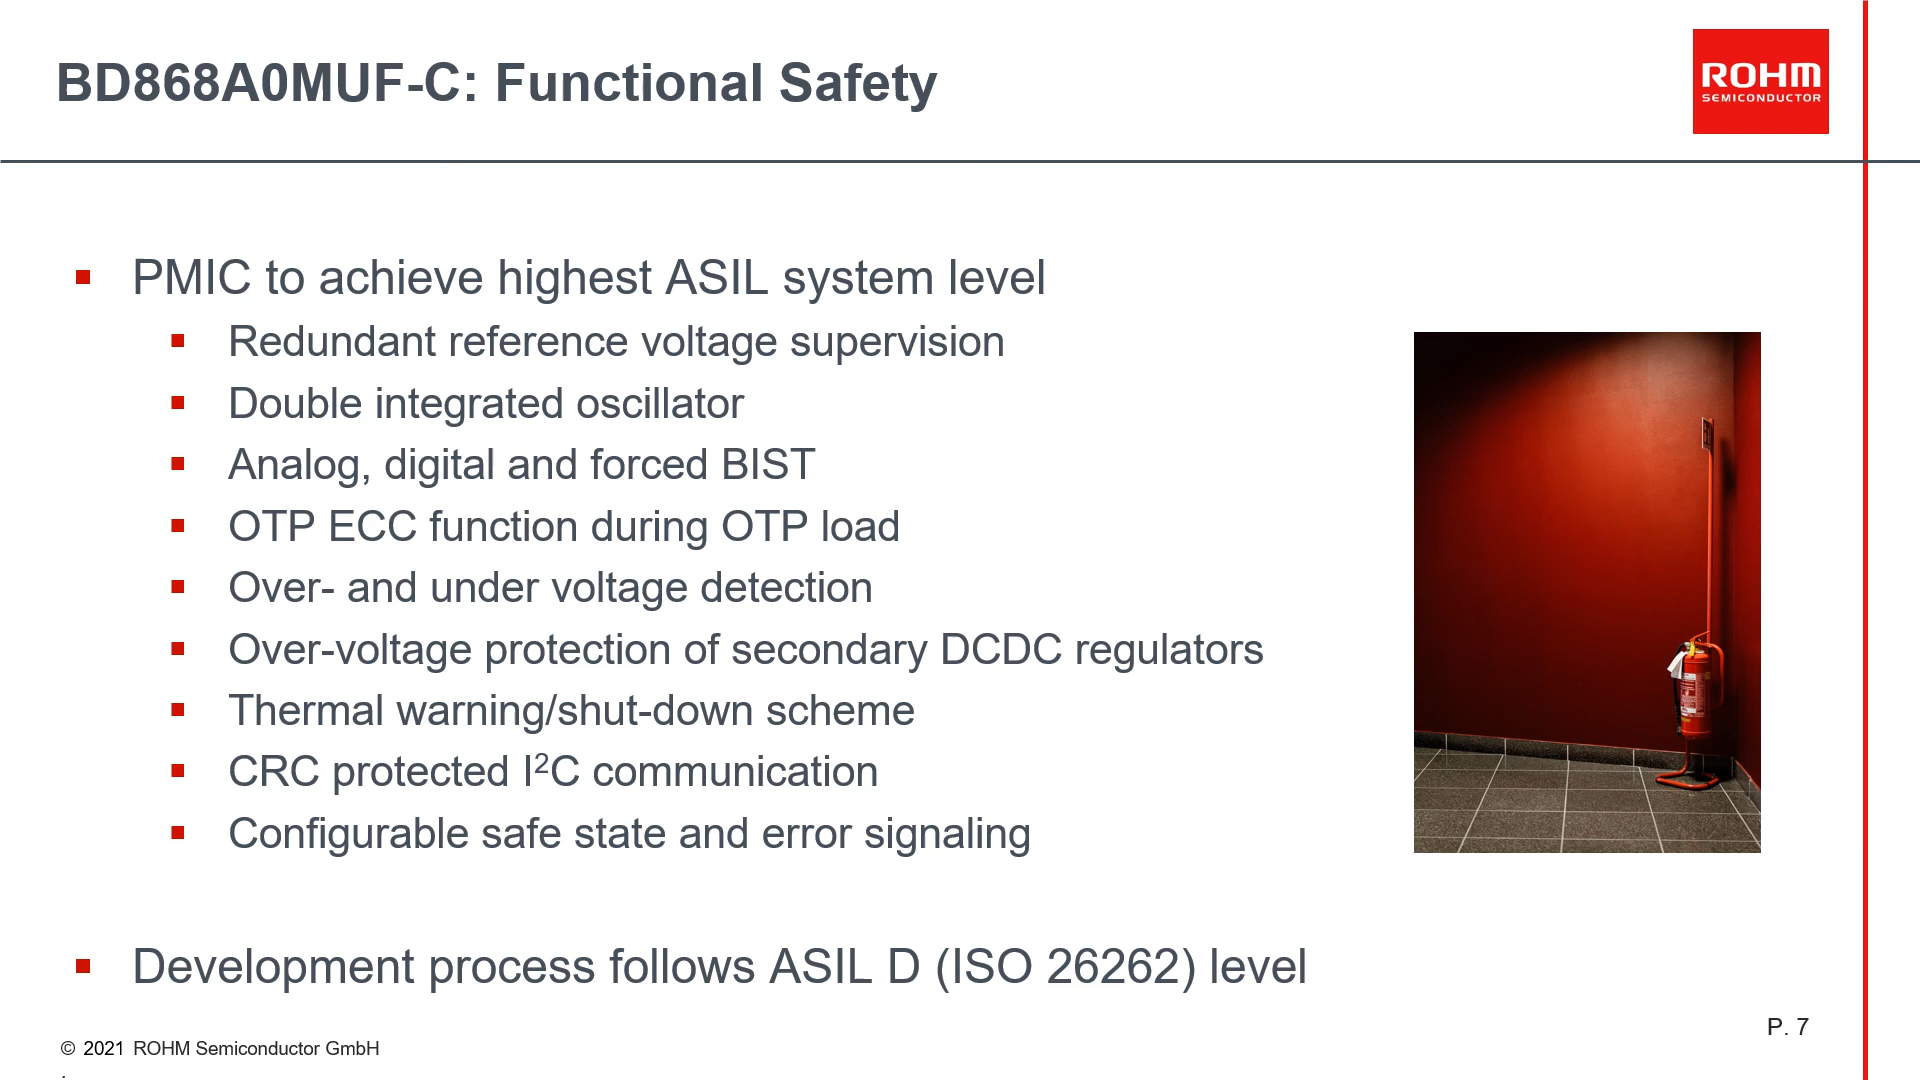 BD868A0MUF-C: Functional Safety
ROHM
SEMICONDUCTOR
PMIC to achieve highest ASIL system level
Redundant reference voltage supervision
Double integrated oscillator
Analog, digital and forced BIST
OTP ECC function during OTP load
Over- and under voltage detection
Over-voltage protection of secondary DCDC regulators
Thermal warning/shut-down scheme
CRC protected I²C communication
Configurable safe state and error signaling
Development process follows ASIL D (ISO 26262) level
P. 7
© 2021 ROHM Semiconductor GmbH
.